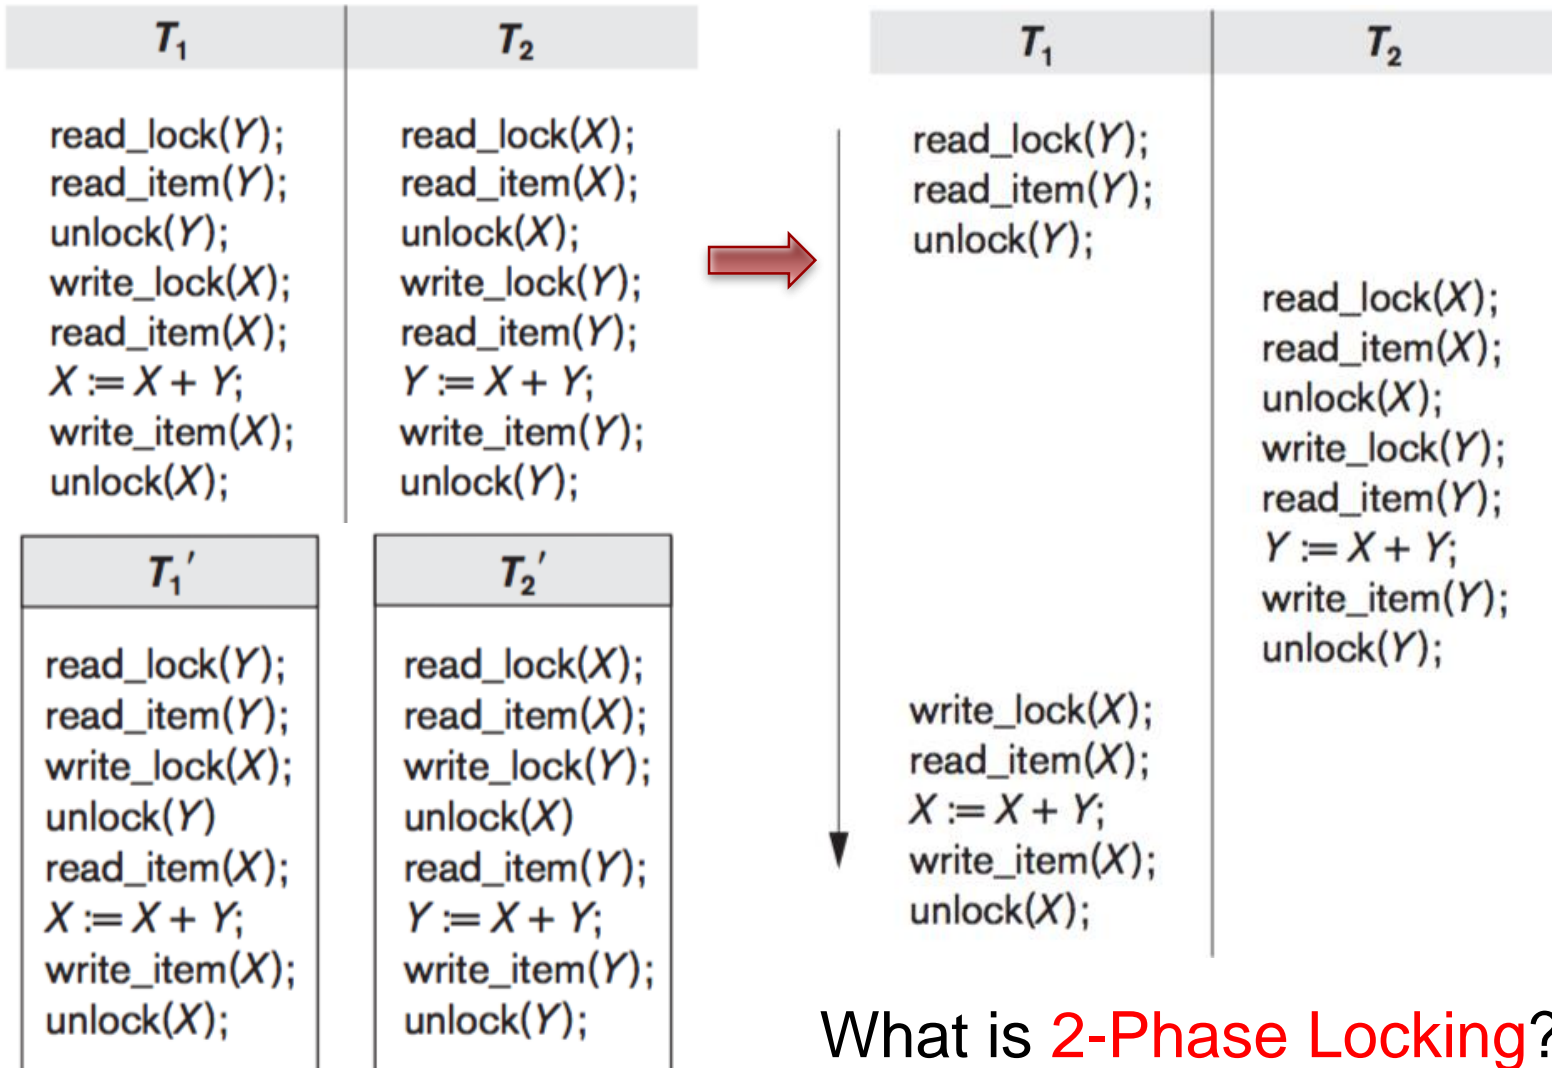 T₁
read_lock(Y);
read_item(Y);
unlock(Y);
write_lock(X);
read_item(X);
X := X + Y;
write_item(X);
unlock(X);
T₂
read_lock(X);
read_item(X);
unlock(X);
write_lock(Y);
read_item(Y);
Y := X + Y;
write_item(Y);
unlock(Y);
T₁′
read_lock(Y);
read_item(Y);
write_lock(X);
unlock(Y)
read_item(X);
X := X + Y;
write_item(X);
unlock(X);
T₂′
read_lock(X);
read_item(X);
write_lock(Y);
unlock(X)
read_item(Y);
Y := X + Y;
write_item(Y);
unlock(Y);
T₁
T₂
read_lock(Y);
read_item(Y);
unlock(Y);
read_lock(X);
read_item(X);
unlock(X);
write_lock(Y);
read_item(Y);
Y := X + Y;
write_item(Y);
unlock(Y);
write_lock(X);
read_item(X);
X := X + Y;
write_item(X);
unlock(X);
What is 2-Phase Locking?